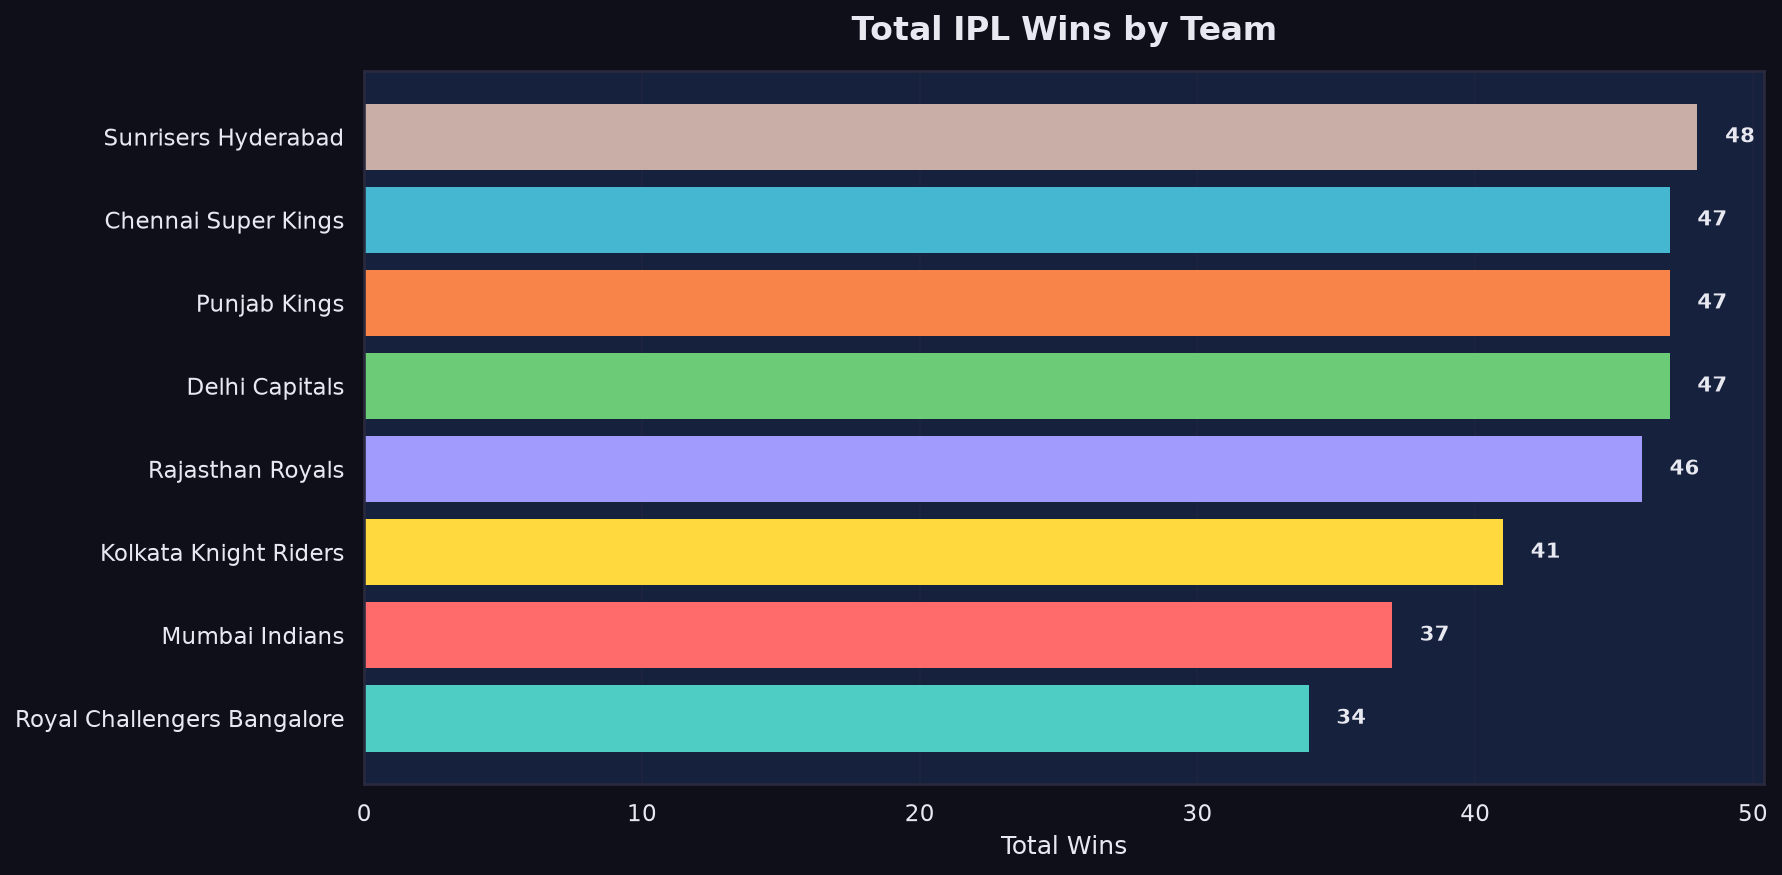 Total IPL Wins by Team
Sunrisers Hyderabad 48
Chennai Super Kings 47
Punjab Kings 47
Delhi Capitals 47
Rajasthan Royals 46
Kolkata Knight Riders 41
Mumbai Indians 37
Royal Challengers Bangalore 34
0 10 20 30 40 50
Total Wins